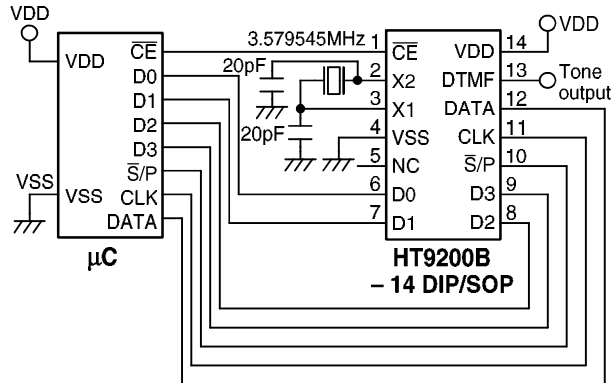 VDD
VDD
CE
D0
D1
D2
D3
S̅/P
VSS
VSS
CLK
DATA
μC
3.579545MHz
20pF
20pF
1
2
3
4
5
6
7
C̅E̅
X2
X1
VSS
NC
D0
D1
VDD
DTMF
DATA
CLK
S̅/P
D3
D2
14
13
12
11
10
9
8
VDD
Tone
output
HT9200B
– 14 DIP/SOP